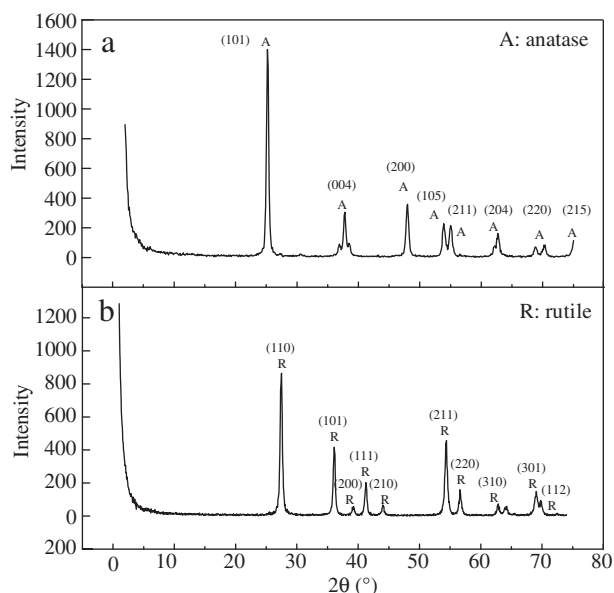 1600
a
(101)
A
A: anatase
1400
1200
1000
Intensity
800
600
(200)
(004)
A
(105)
(211)
(204)
(220)
(215)
400
A
A
A
A
A
A
200
0
b
R: rutile
1200
(110)
R
1000
Intensity
800
(101)
R
(211)
R
600
(111)
R
(220)
R
400
(200)
R
(210)
R
(310)
R
(301)
R
(112)
R
200
0
200
0
10
20
30
40
50
60
70
80
2θ (°)